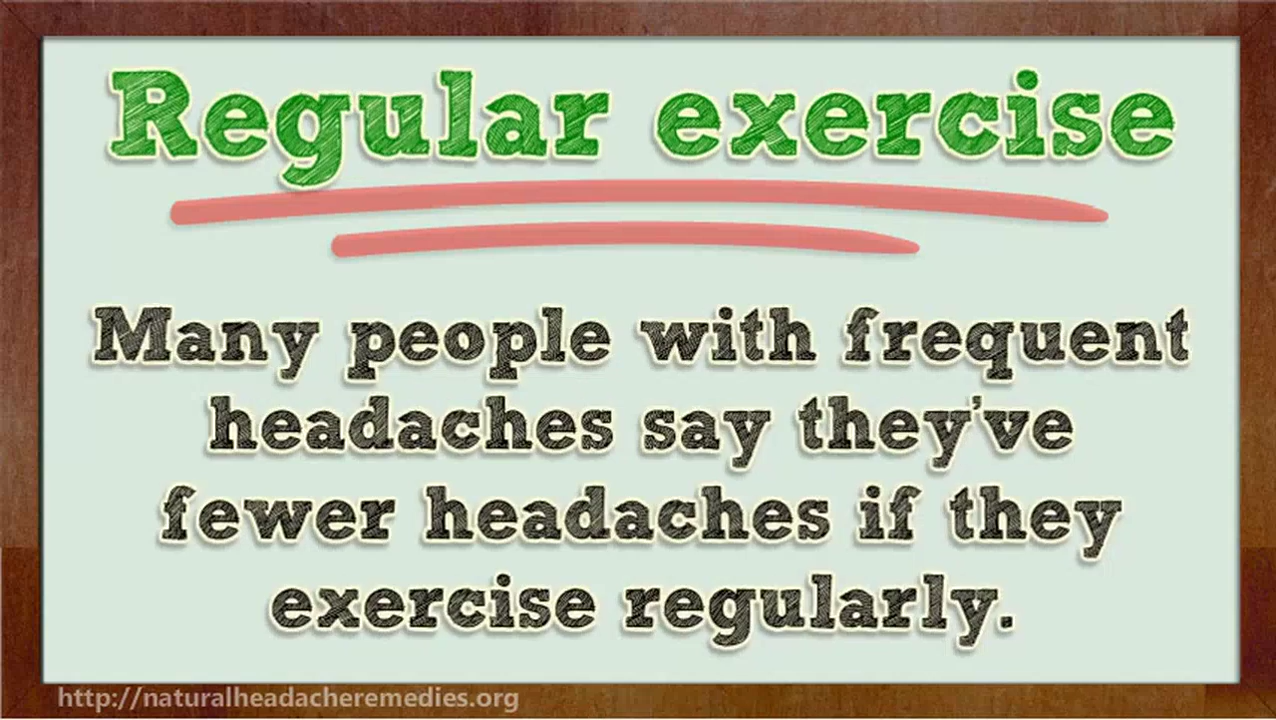 Regular exercise
Many people with frequent
headaches say they've
fewer headaches if they
exercise regularly.
http://naturalheadacheremedies.org